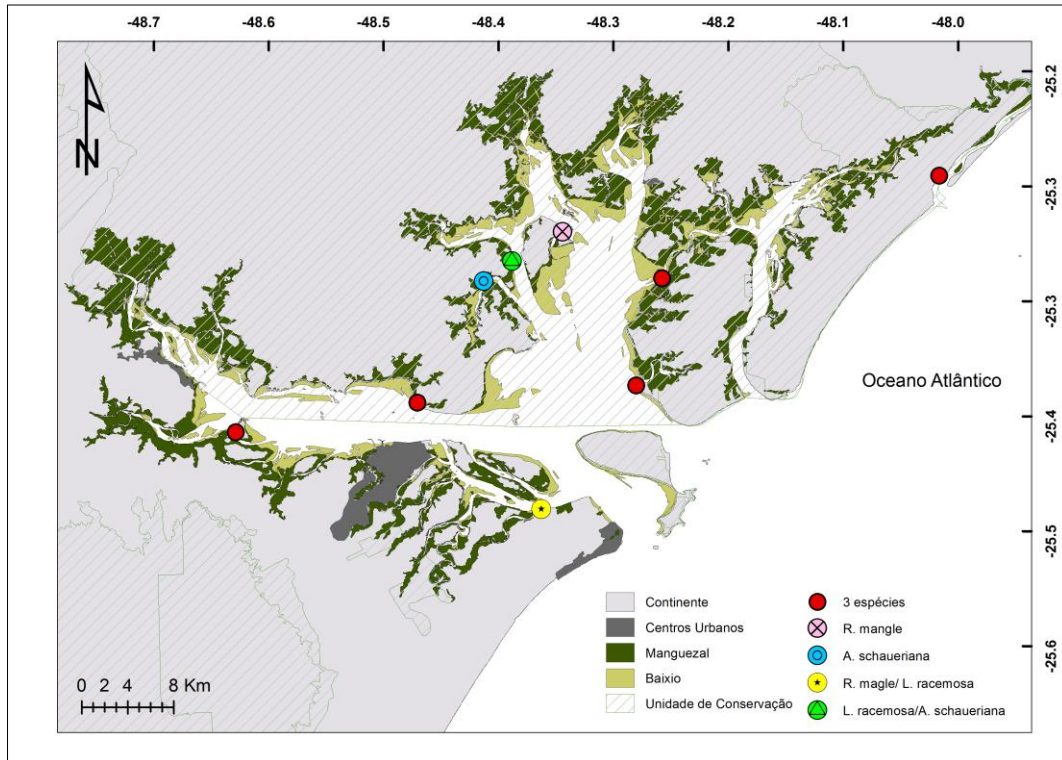 -48.7 -48.6 -48.5 -48.4 -48.3 -48.2 -48.1 -48.0
-25.2
-25.3
-25.3
-25.4
-25.5
-25.6
N
Oceano Atlântico
0 2 4 8 Km
Continente
Centros Urbanos
Manguezal
Baixio
Unidade de Conservação
3 espécies
R. mangle
A. schaueriana
R. magle/ L. racemosa
L. racemosa/A. schaueriana